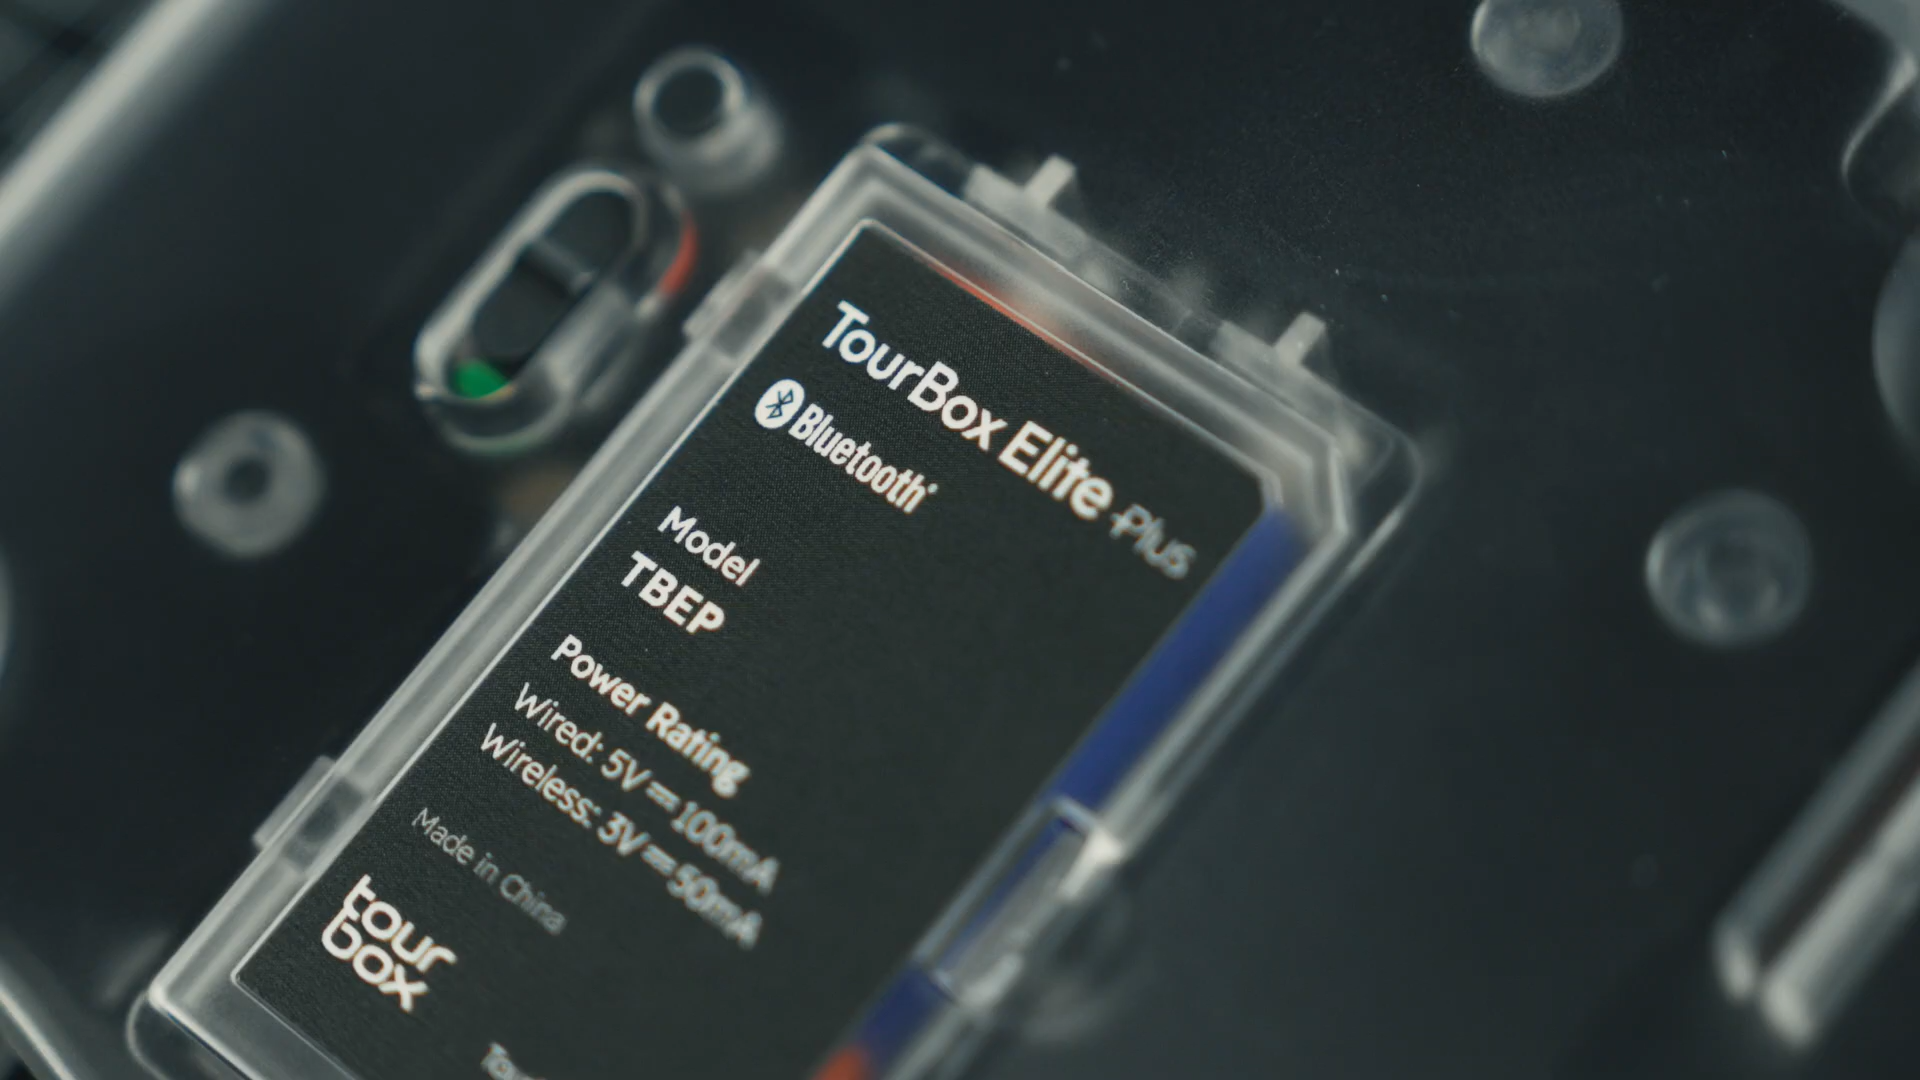 TourBox Elite Plus
Bluetooth®
Model
TBEP
Power Rating
Wired: 5V⎓100mA
Wireless: 3V⎓50mA
Made in China
tour
box